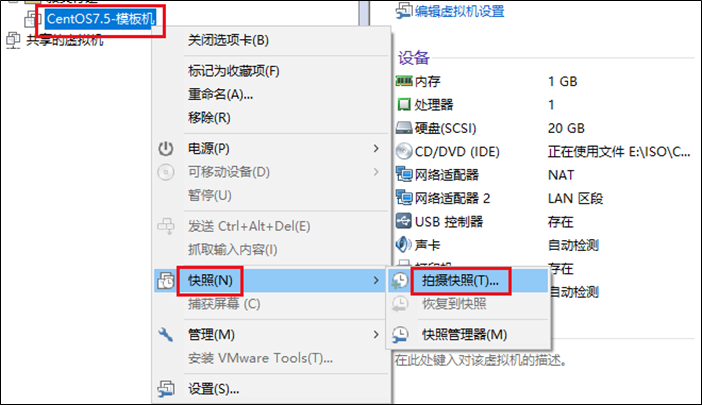 CentOS7.5-模板机
共享的虚拟机
关闭选项卡(B)
标记为收藏项(F)
重命名(A)...
移除(R)
电源(P)
可移动设备(D)
暂停(U)
发送 Ctrl+Alt+Del(E)
抓取输入内容(I)
快照(N)
捕获屏幕 (C)
管理(M)
安装 VMware Tools(T)...
设置(S)...
拍摄快照(T)...
恢复到快照
快照管理器(M)
编辑虚拟机设置
设备
内存 1 GB
处理器 1
硬盘(SCSI) 20 GB
CD/DVD (IDE) 正在使用文件 E:\ISO\C...
网络适配器 NAT
网络适配器 2 LAN 区段
USB 控制器 存在
声卡 自动检测
存在
自动检测
在此处键入对该虚拟机的描述。